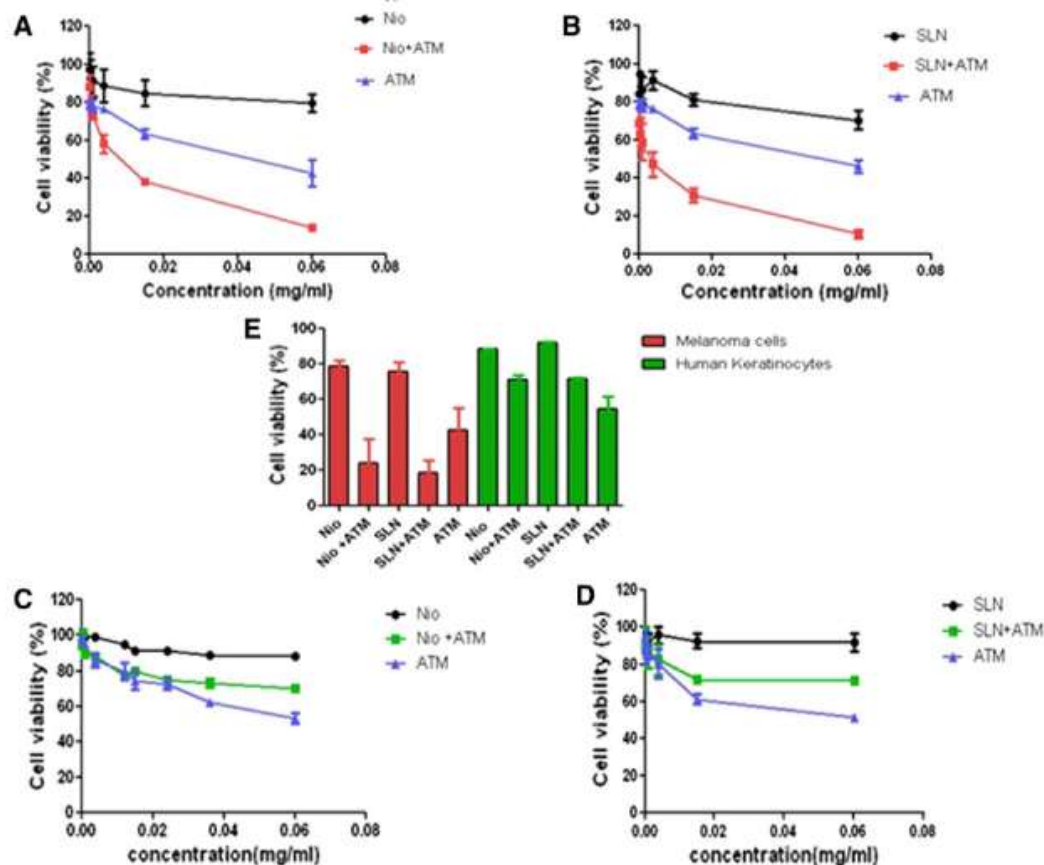 A
Nio
Nio+ATM
ATM
Cell viability (%)
120
100
80
60
40
20
0
0.00 0.02 0.04 0.06 0.08
Concentration (mg/ml)
B
SLN
SLN+ATM
ATM
Cell viability (%)
120
100
80
60
40
20
0
0.00 0.02 0.04 0.06 0.08
Concentration (mg/ml)
E
Melanoma cells
Human Keratinocytes
Cell viability (%)
100
80
60
40
20
0
Nio
Nio +ATM
SLN
SLN+ATM
ATM
Nio
Nio+ATM
SLN
SLN+ATM
ATM
C
Nio
Nio +ATM
ATM
Cell viability (%)
120
100
80
60
40
20
0
0.00 0.02 0.04 0.06 0.08
concentration(mg/ml)
D
SLN
SLN+ATM
ATM
Cell viability (%)
120
100
80
60
40
20
0
0.00 0.02 0.04 0.06 0.08
concentration(mg/ml)